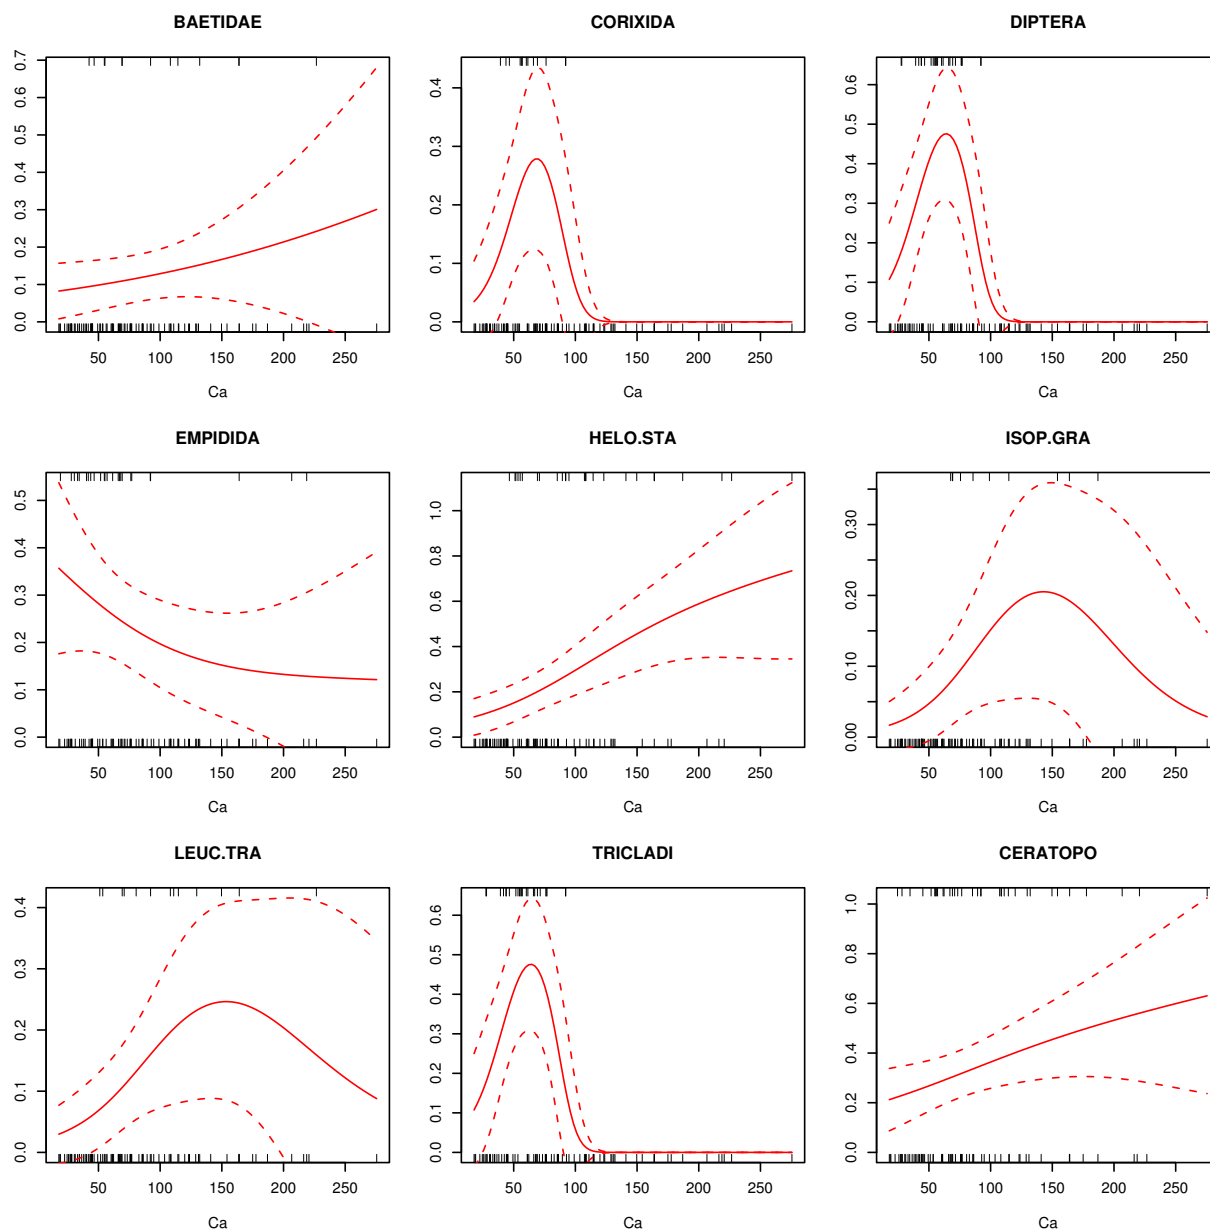 BAETIDAE
0.0 0.1 0.2 0.3 0.4 0.5 0.6 0.7
50 100 150 200 250
Ca
CORIXIDA
0.0 0.1 0.2 0.3 0.4
50 100 150 200 250
Ca
DIPTERA
0.0 0.1 0.2 0.3 0.4 0.5 0.6
50 100 150 200 250
Ca
EMPIDIDA
0.0 0.1 0.2 0.3 0.4 0.5
50 100 150 200 250
Ca
HELO.STA
0.0 0.2 0.4 0.6 0.8 1.0
50 100 150 200 250
Ca
ISOP.GRA
0.00 0.10 0.20 0.30
50 100 150 200 250
Ca
LEUC.TRA
0.0 0.1 0.2 0.3 0.4
50 100 150 200 250
Ca
TRICLADI
0.0 0.1 0.2 0.3 0.4 0.5 0.6
50 100 150 200 250
Ca
CERATOPO
0.0 0.2 0.4 0.6 0.8 1.0
50 100 150 200 250
Ca